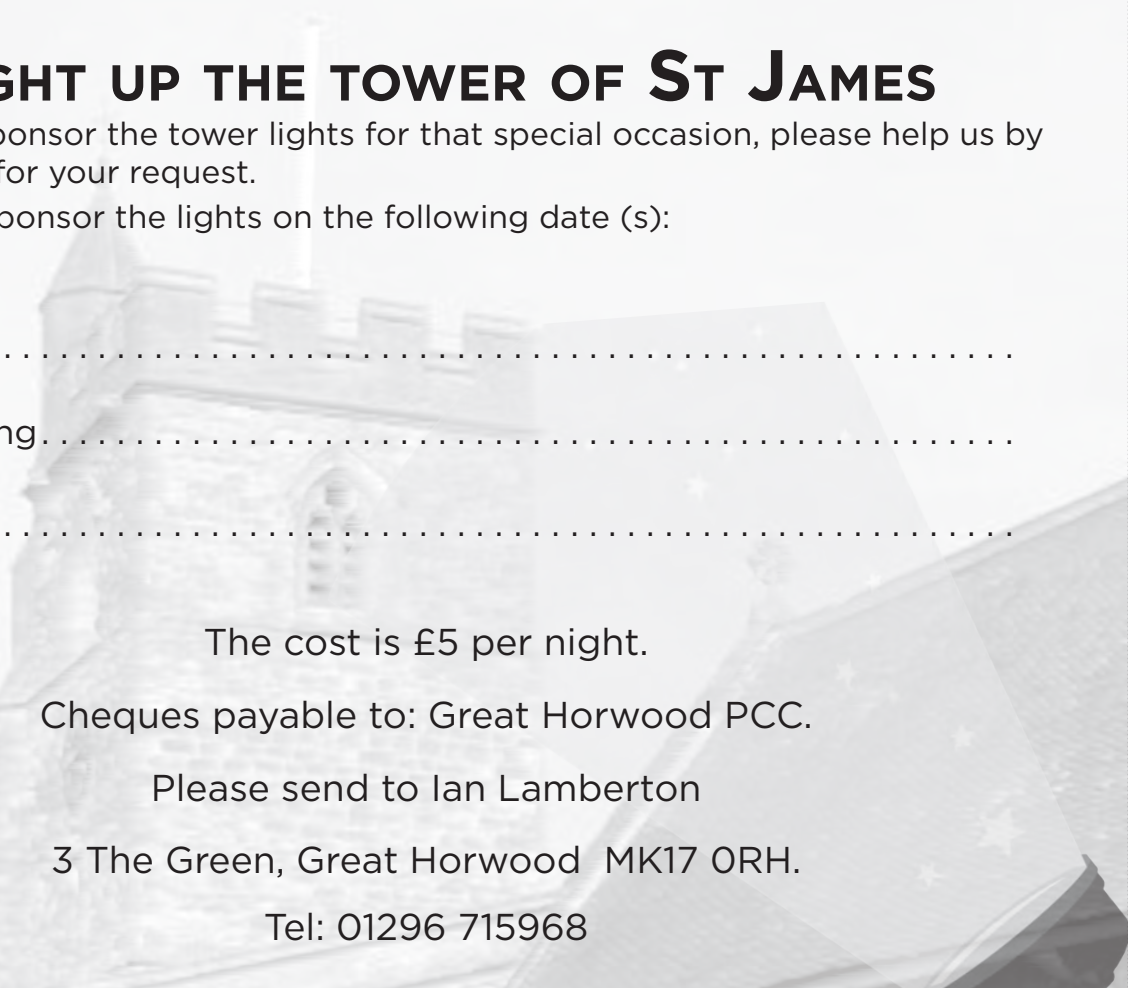 GHT UP THE TOWER OF ST JAMES
ponsor the tower lights for that special occasion, please help us by
for your request.
ponsor the lights on the following date (s):
. . . . . . . . . . . . . . . . . . . . . . . . . . . . . . . . . . . . . . . . . . . . . . . . . . . . . .
ng. . . . . . . . . . . . . . . . . . . . . . . . . . . . . . . . . . . . . . . . . . . . . . . . . . . .
. . . . . . . . . . . . . . . . . . . . . . . . . . . . . . . . . . . . . . . . . . . . . . . . . . . . . .
The cost is £5 per night.
Cheques payable to: Great Horwood PCC.
Please send to Ian Lamberton
3 The Green, Great Horwood MK17 0RH.
Tel: 01296 715968